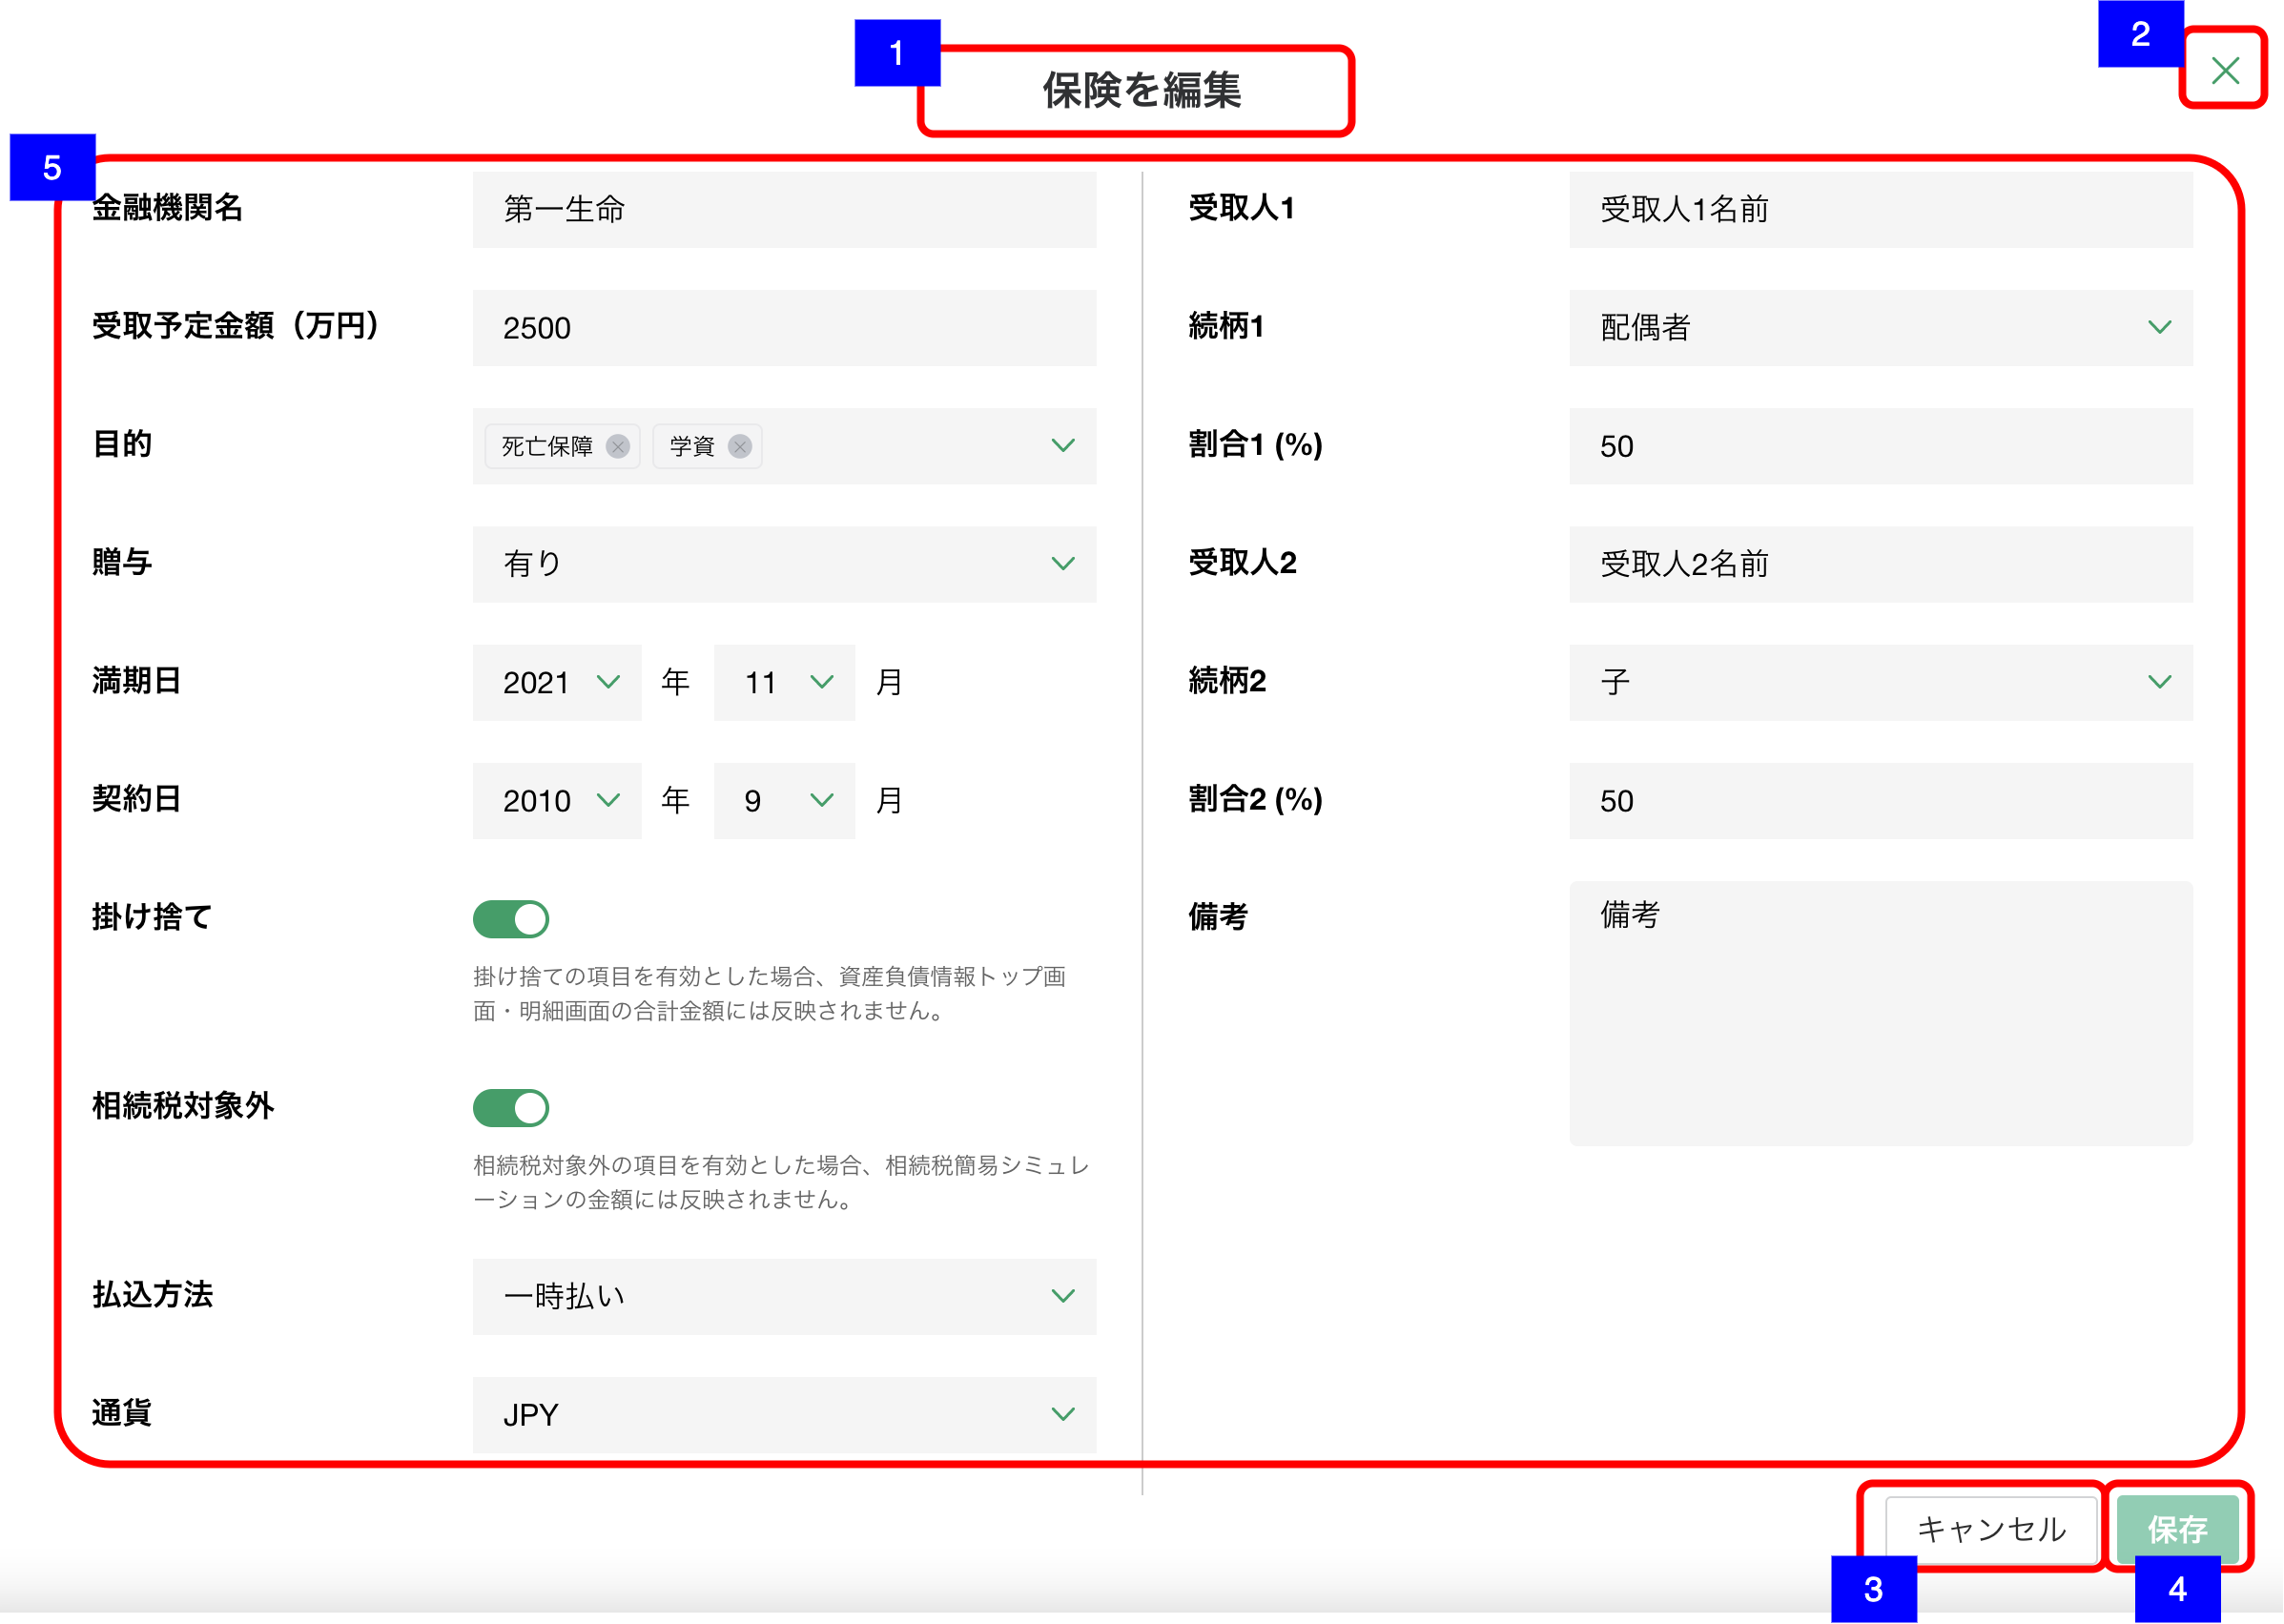 1
保険を編集
2
5
金融機関名
第一生命
受取予定金額（万円）
2500
目的
死亡保障 学資
贈与
有り
満期日
2021 年 11 月
契約日
2010 年 9 月
掛け捨て
掛け捨ての項目を有効とした場合、資産負債情報トップ画
面・明細画面の合計金額には反映されません。
相続税対象外
相続税対象外の項目を有効とした場合、相続税簡易シミュレ
ーションの金額には反映されません。
払込方法
一時払い
通貨
JPY
受取人1
受取人1名前
続柄1
配偶者
割合1 (%)
50
受取人2
受取人2名前
続柄2
子
割合2 (%)
50
備考
備考
キャンセル
保存
3
4